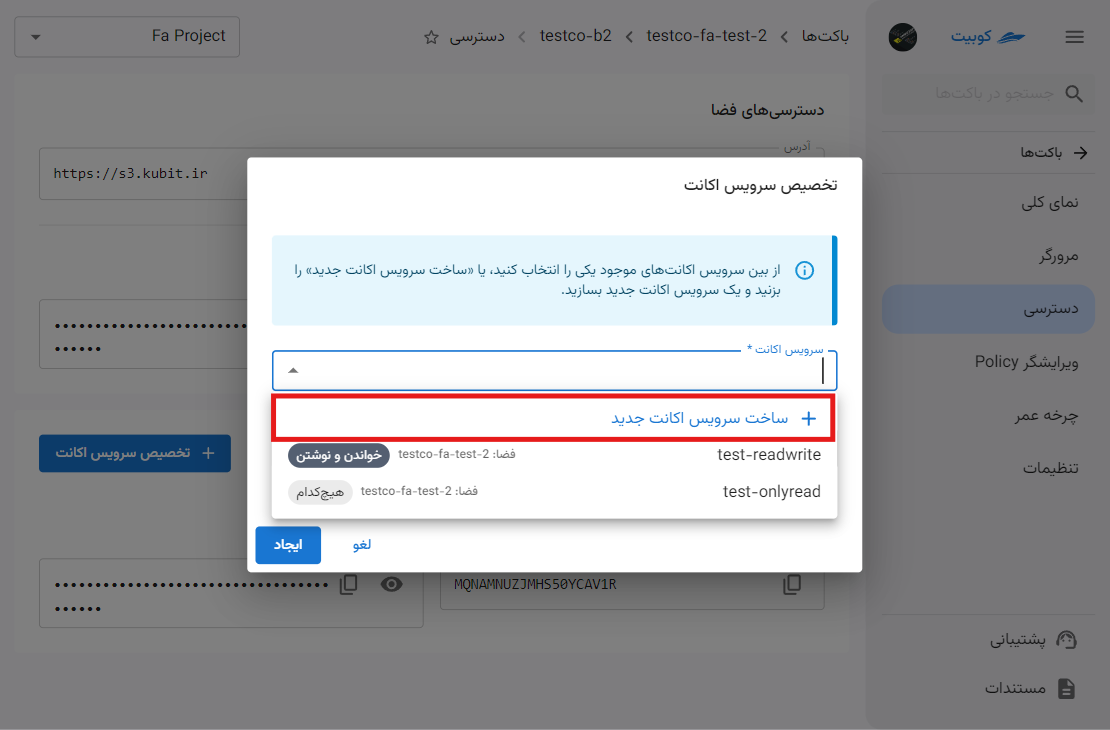 کوبیت
باکت‌ها
testco-fa-test-2
testco-b2
دسترسی
Fa Project
جستجو در باکت‌ها
باکت‌ها
نمای کلی
مرورگر
دسترسی
ویرایشگر Policy
چرخه عمر
تنظیمات
پشتیبانی
مستندات
دسترسی‌های فضا
آدرس
https://s3.kubit.ir
••••••••••••••••••••••••
••••••
تخصیص سرویس اکانت
تخصیص سرویس اکانت
از بین سرویس اکانت‌های موجود یکی را انتخاب کنید، یا «ساخت سرویس اکانت جدید» را
بزنید و یک سرویس اکانت جدید بسازید.
سرویس اکانت *
ساخت سرویس اکانت جدید
test-readwrite
فضا: testco-fa-test-2
خواندن و نوشتن
test-onlyread
فضا: testco-fa-test-2
هیچ‌کدام
لغو
ایجاد
MQNAMNUZJMHS50YCAV1R
••••••••••••••••••••••••••••••••••
••••••